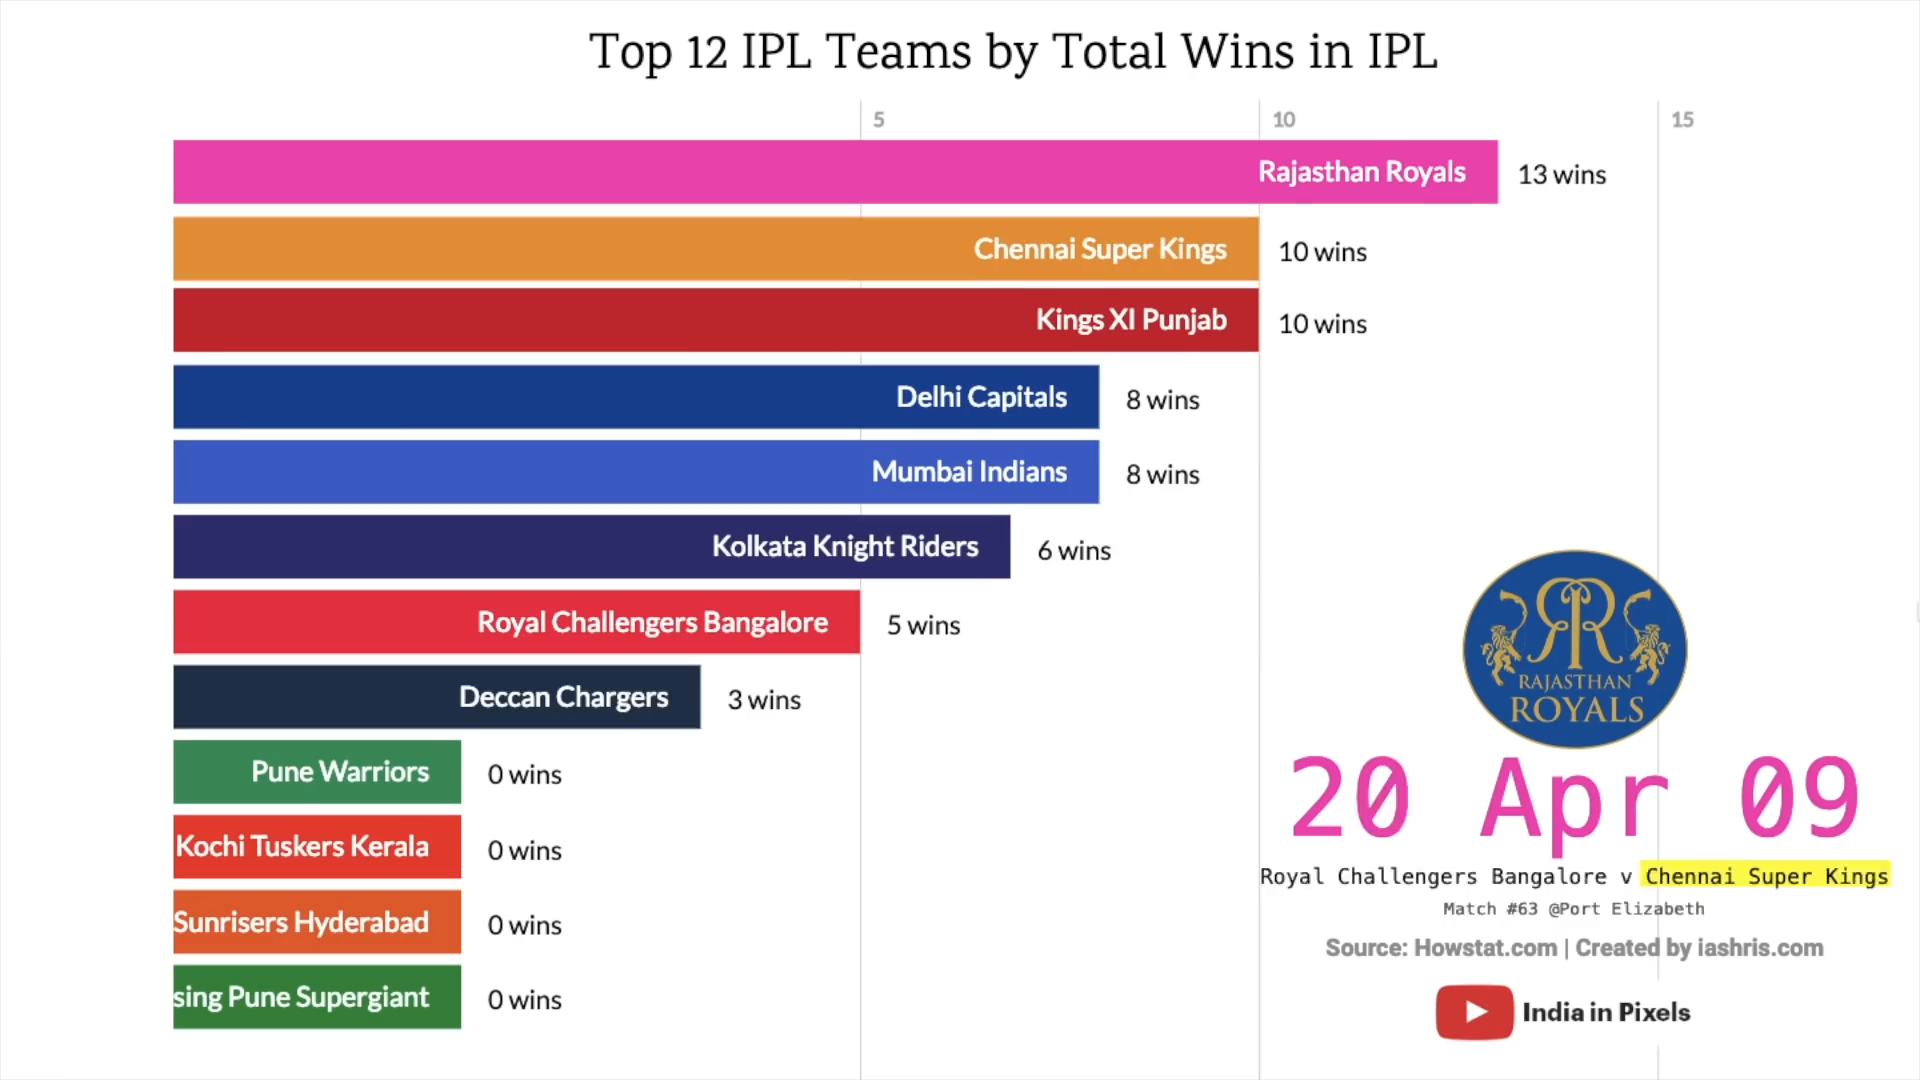 Top 12 IPL Teams by Total Wins in IPL
5
10
15
Rajasthan Royals
13 wins
Chennai Super Kings
10 wins
Kings XI Punjab
10 wins
Delhi Capitals
8 wins
Mumbai Indians
8 wins
Kolkata Knight Riders
6 wins
Royal Challengers Bangalore
5 wins
Deccan Chargers
3 wins
Pune Warriors
0 wins
Kochi Tuskers Kerala
0 wins
Sunrisers Hyderabad
0 wins
sing Pune Supergiant
0 wins
RR
RAJASTHAN
ROYALS
20 Apr 09
Royal Challengers Bangalore v Chennai Super Kings
Match #63 @Port Elizabeth
Source: Howstat.com | Created by iashris.com
India in Pixels